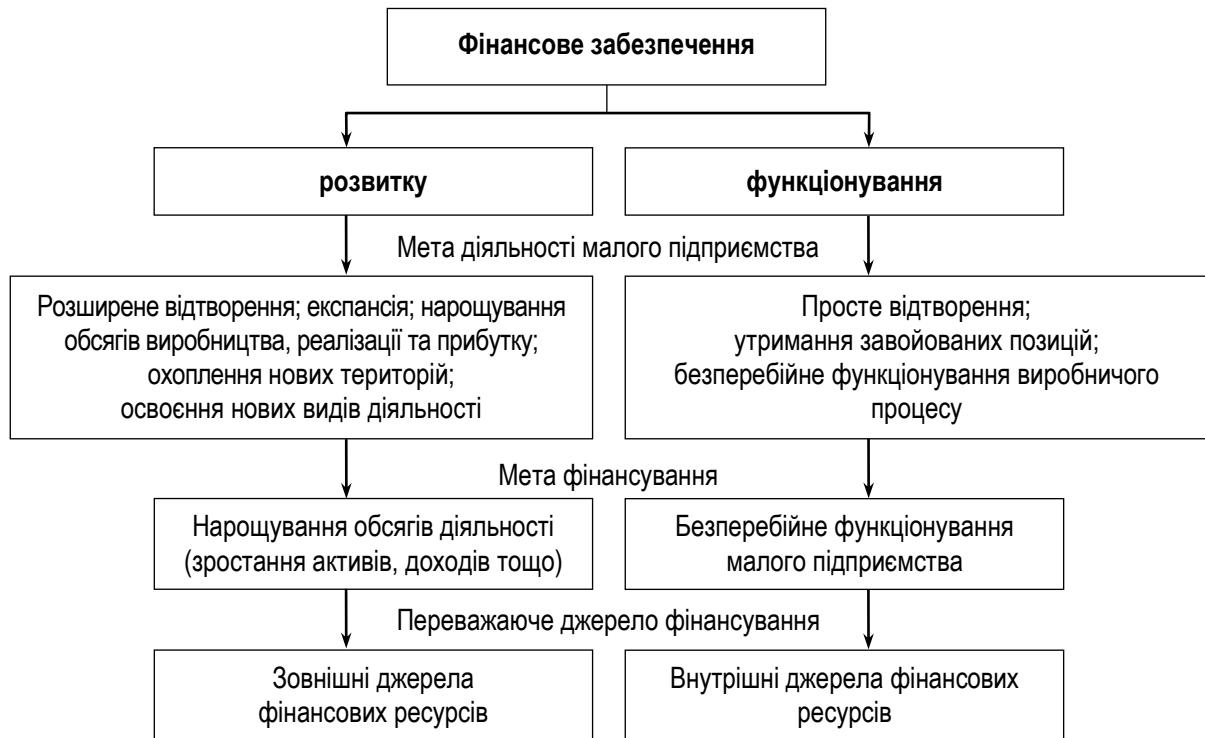 Фінансове забезпечення
розвитку
функціонування
Мета діяльності малого підприємства
Розширене відтворення; експансія; нарощування
обсягів виробництва, реалізації та прибутку;
охоплення нових територій;
освоєння нових видів діяльності
Просте відтворення;
утримання завойованих позицій;
безперебійне функціонування виробничого
процесу
Мета фінансування
Нарощування обсягів діяльності
(зростання активів, доходів тощо)
Безперебійне функціонування
малого підприємства
Переважаюче джерело фінансування
Зовнішні джерела
фінансових ресурсів
Внутрішні джерела фінансових
ресурсів